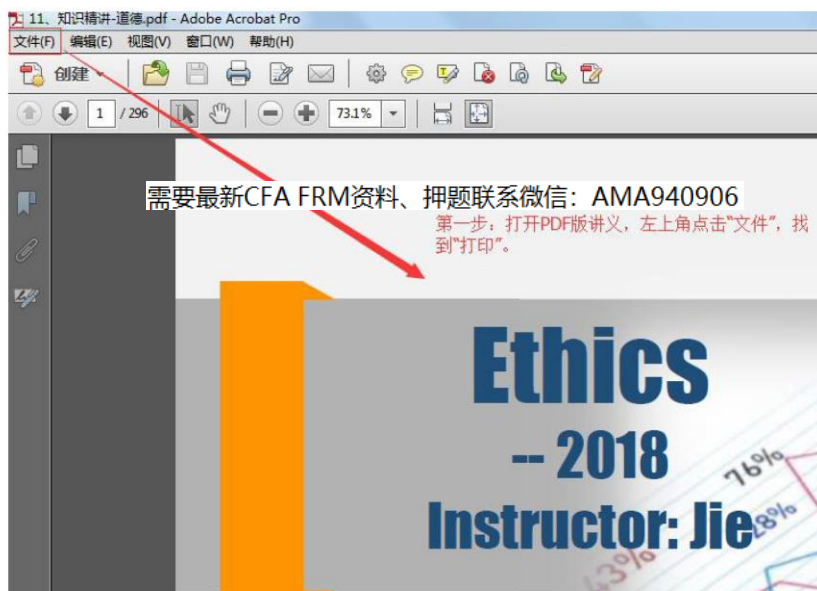 11、知识精讲-道德.pdf - Adobe Acrobat Pro
文件(F) 编辑(E) 视图(V) 窗口(W) 帮助(H)
创建
1 / 296 73.1%
需要最新CFA FRM资料、押题联系微信：AMA940906
第一步：打开PDF版讲义，左上角点击“文件”，找
到“打印”。
Ethics
-- 2018
Instructor: Jie
76%
28%
43%